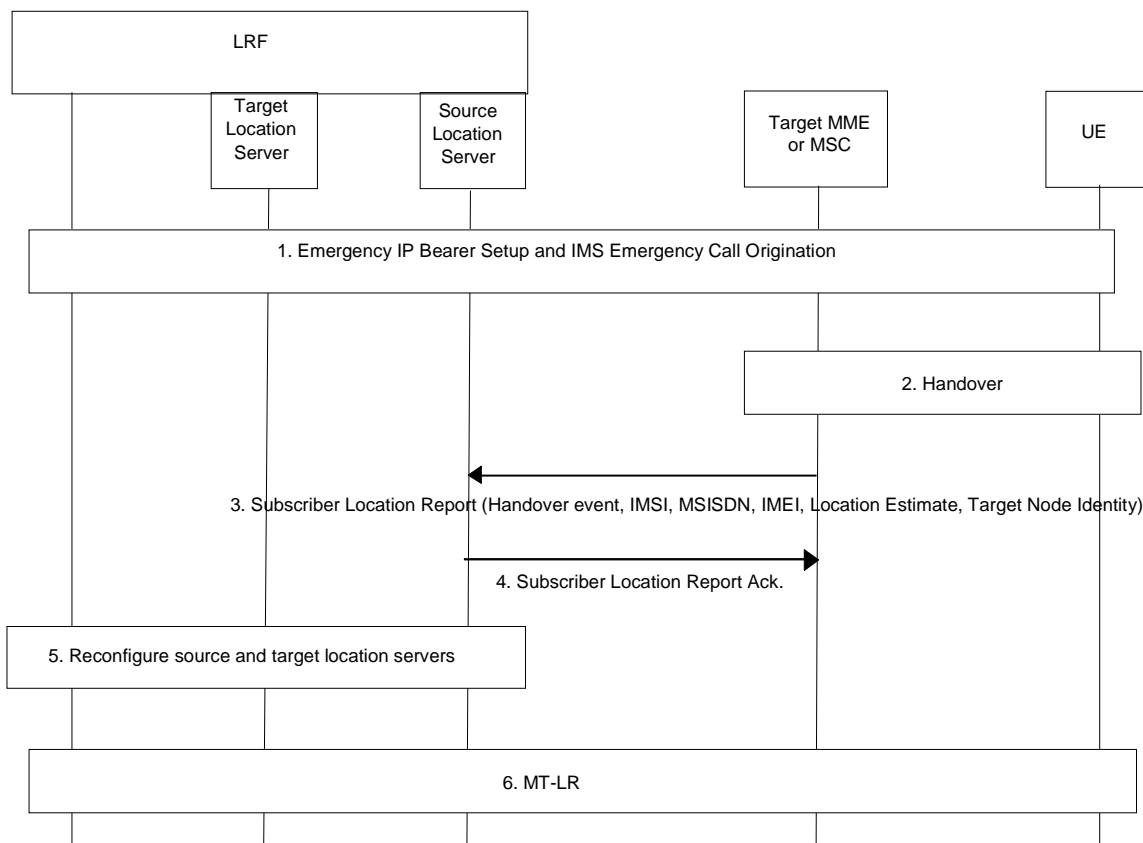 LRF
Target
Location
Server
Source
Location
Server
Target MME
or MSC
UE
1. Emergency IP Bearer Setup and IMS Emergency Call Origination
2. Handover
3. Subscriber Location Report (Handover event, IMSI, MSISDN, IMEI, Location Estimate, Target Node Identity)
4. Subscriber Location Report Ack.
5. Reconfigure source and target location servers
6. MT-LR